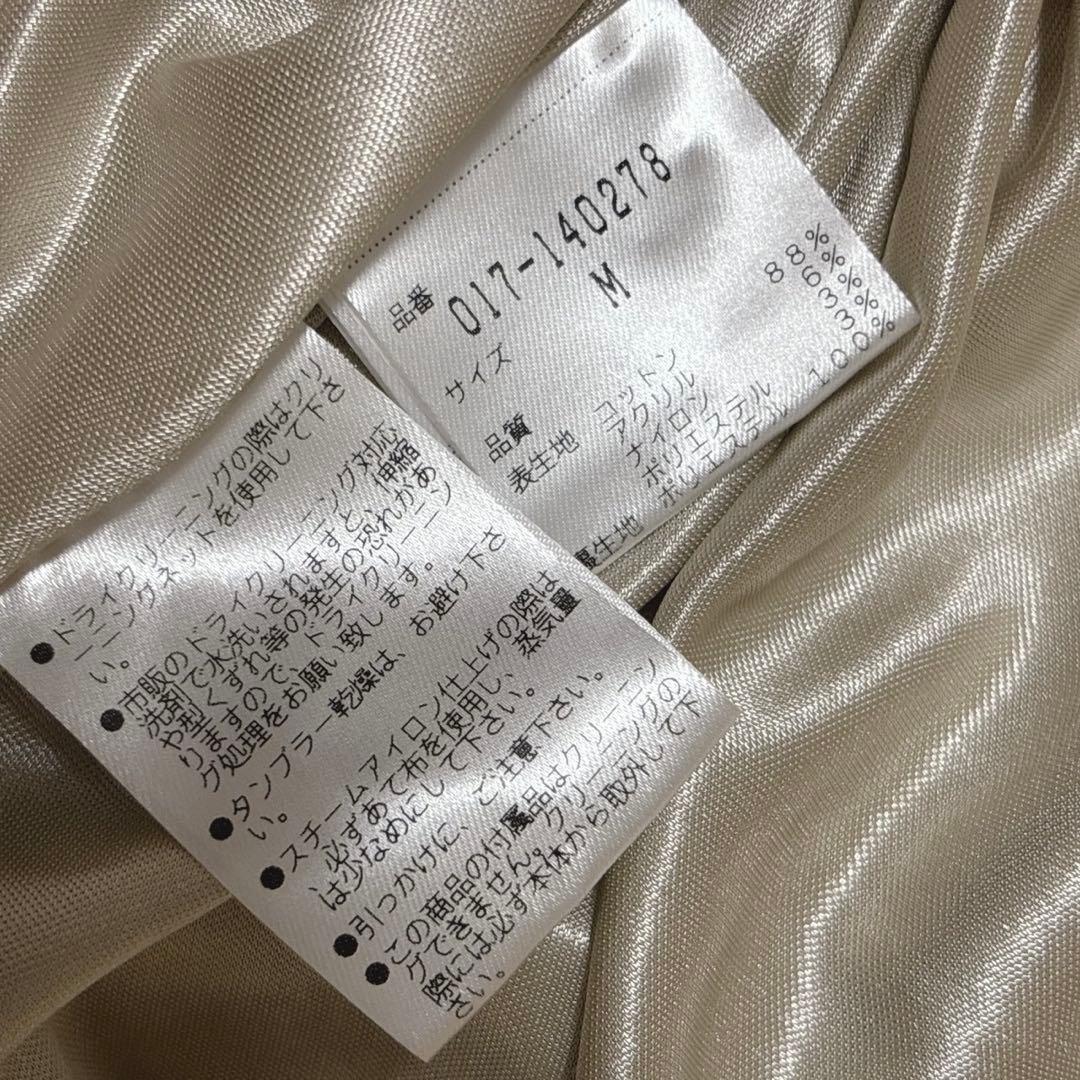 品番 017-140278
サイズ M
品質
表生地 コットン 88%
アクリル 6%
ナイロン 3%
ポリエステル 3%
裏生地 ポリエステル 100%
●ドライクリーニングの際はクリ
ーニングネットを使用して下さ
い。
●市販のドライクリーニング対応
洗剤で水洗いされますと、伸縮
や型くずれ等の発生の恐れがあ
りますので、ドライクリーニン
グ処理をお願い致します。
●タンブラー乾燥は、お避け下さ
い。
●スチームアイロン仕上げの際は
必ずあて布を使用し、蒸気量
は少なめにして下さい。
●引っかけに、ご注意下さい。
●この商品の付属品はクリーニン
グできません。クリーニングの
際には必ず本体から取外して下
さい。